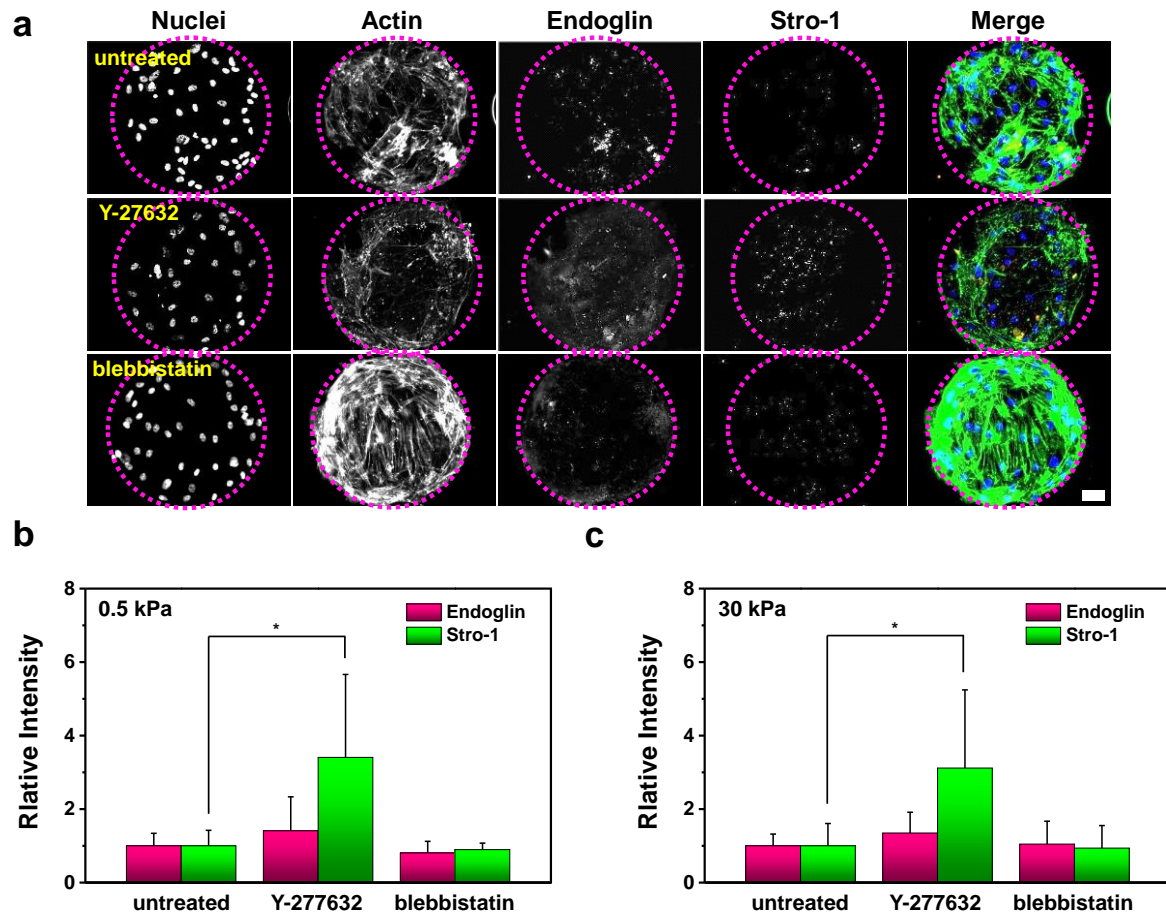 a
Nuclei Actin Endoglin Stro-1 Merge
untreated
Y-27632
blebbistatin
b
0.5 kPa
Endoglin
Stro-1
*
Rlative Intensity
8
6
4
2
0
untreated Y-277632 blebbistatin
c
30 kPa
Endoglin
Stro-1
*
Rlative Intensity
8
6
4
2
0
untreated Y-277632 blebbistatin